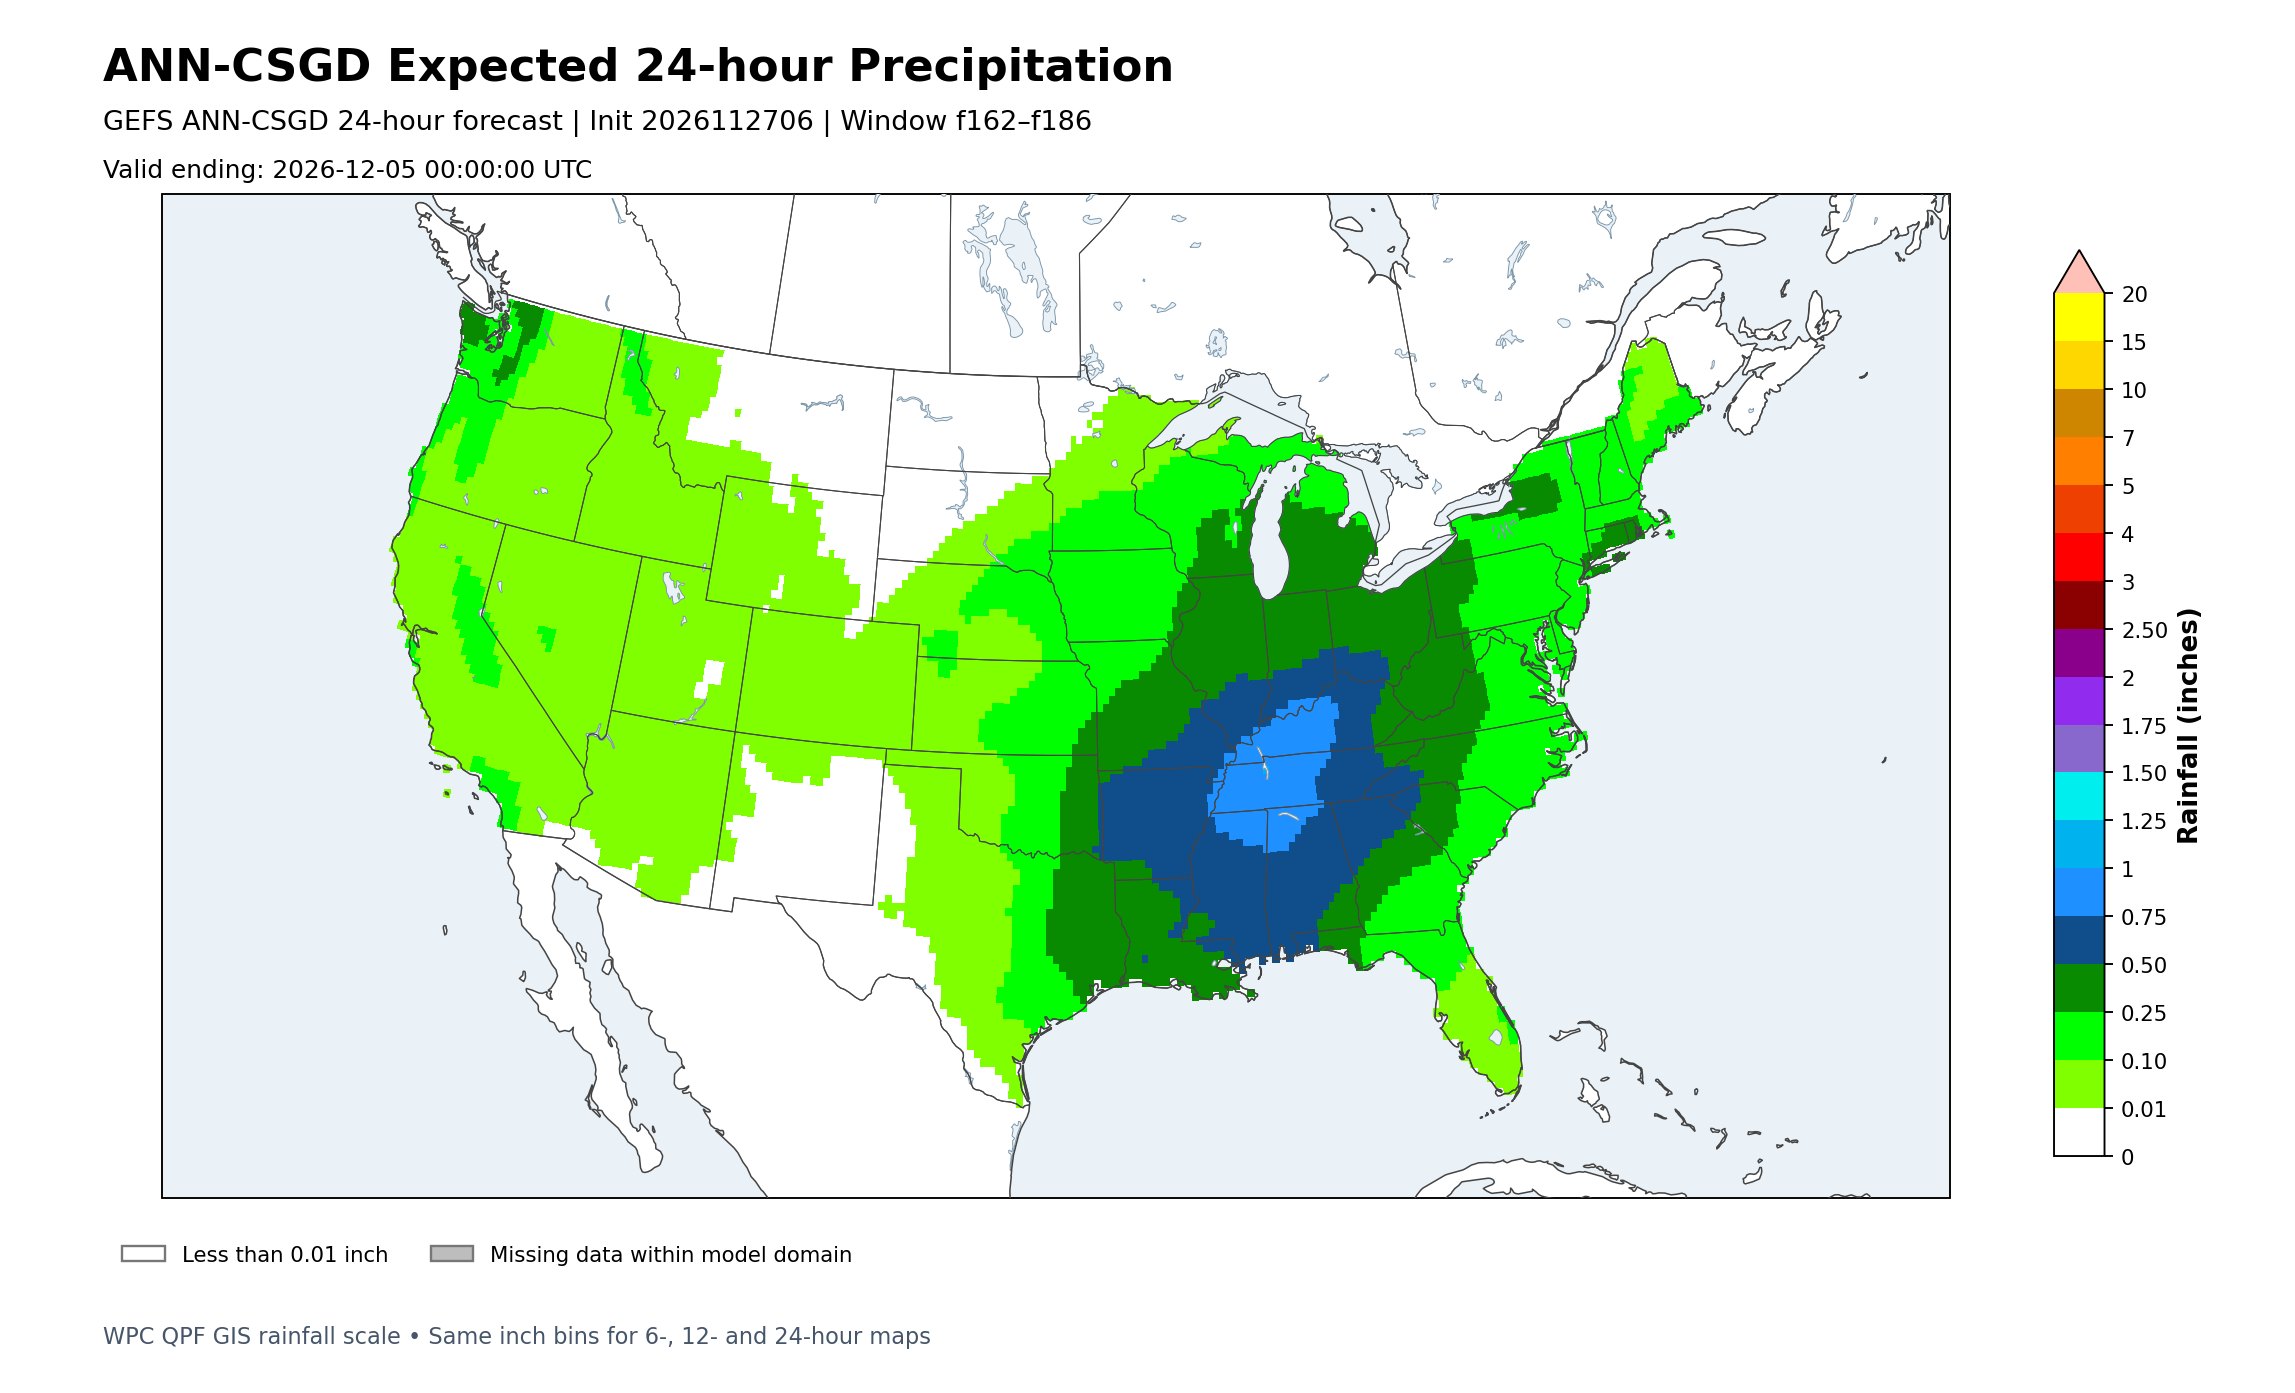 ANN-CSGD Expected 24-hour Precipitation
GEFS ANN-CSGD 24-hour forecast | Init 2026112706 | Window f162–f186
Valid ending: 2026-12-05 00:00:00 UTC
20
15
10
7
5
4
3
2.50
2
1.75
1.50
1.25
1
0.75
0.50
0.25
0.10
0.01
0
Rainfall (inches)
Less than 0.01 inch
Missing data within model domain
WPC QPF GIS rainfall scale • Same inch bins for 6-, 12- and 24-hour maps